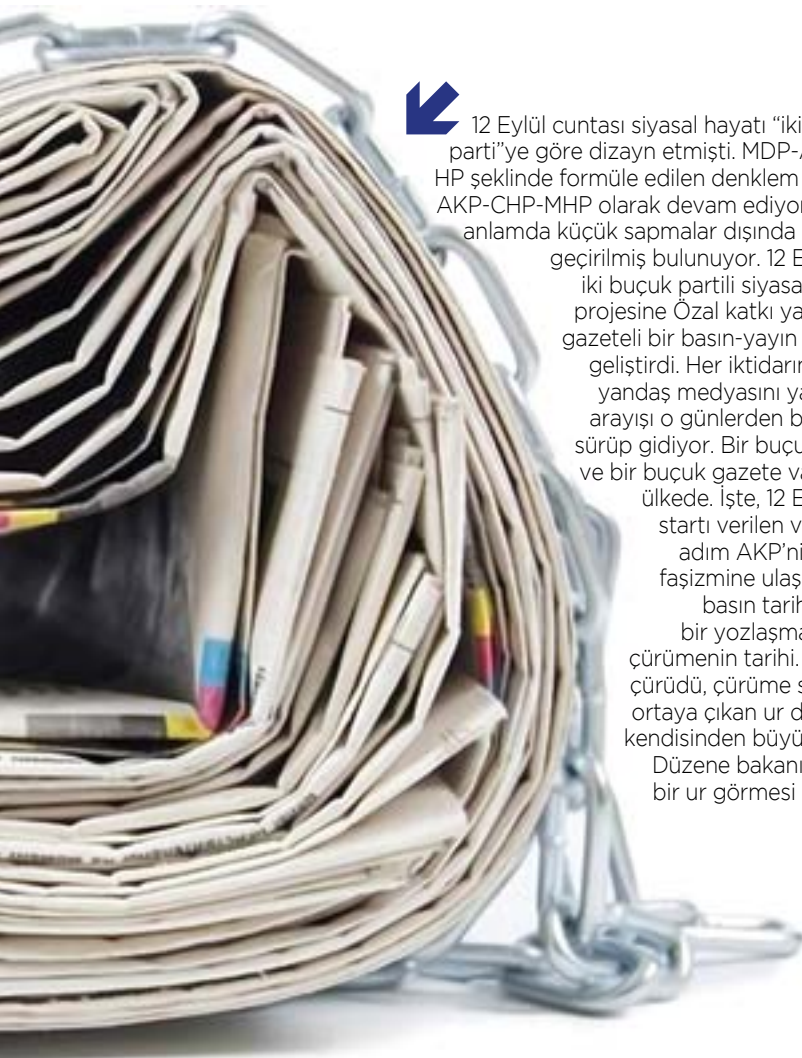 12 Eylül cuntası siyasal hayatı “iki
parti”ye göre dizayn etmişti. MDP-A
HP şeklinde formüle edilen denklem
AKP-CHP-MHP olarak devam ediyor
anlamda küçük sapmalar dışında
geçirilmiş bulunuyor. 12 E
iki buçuk partili siyasa
projesine Özal katkı ya
gazeteli bir basın-yayın
geliştirdi. Her iktidarın
yandaş medyasını ya
arayışı o günlerden b
sürüp gidiyor. Bir buçu
ve bir buçuk gazete va
ülkede. İşte, 12 E
startı verilen v
adım AKP’ni
faşizmine ulaş
basın tarih
bir yozlaşma
çürümenin tarihi.
çürüdü, çürüme s
ortaya çıkan ur d
kendisinden büyü
Düzene bakanı
bir ur görmesi